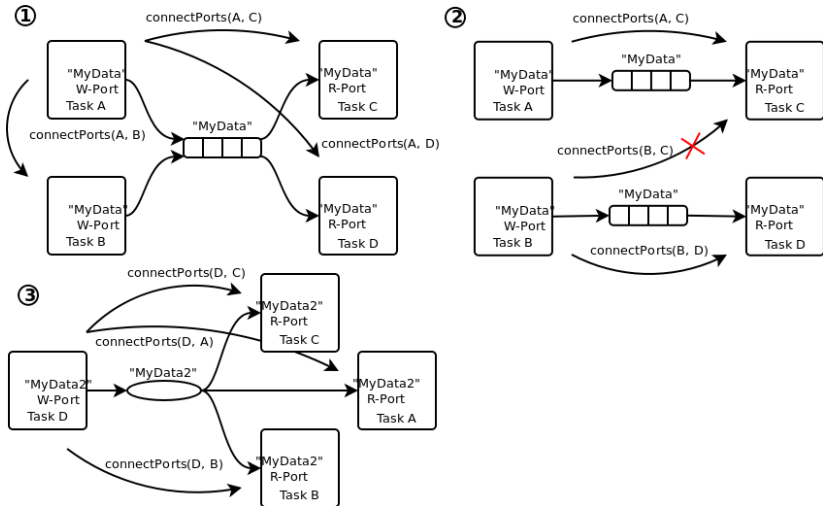 ①
connectPorts(A, C)
"MyData"
W-Port
Task A
"MyData"
R-Port
Task C
connectPorts(A, B)
"MyData"
connectPorts(A, D)
"MyData"
W-Port
Task B
"MyData"
R-Port
Task D
②
connectPorts(A, C)
"MyData"
W-Port
Task A
"MyData"
"MyData"
R-Port
Task C
connectPorts(B, C)
"MyData"
W-Port
Task B
"MyData"
"MyData"
R-Port
Task D
connectPorts(B, D)
③
connectPorts(D, C)
"MyData2"
R-Port
Task C
connectPorts(D, A)
"MyData2"
W-Port
Task D
"MyData2"
"MyData2"
R-Port
Task A
connectPorts(D, B)
"MyData2"
R-Port
Task B